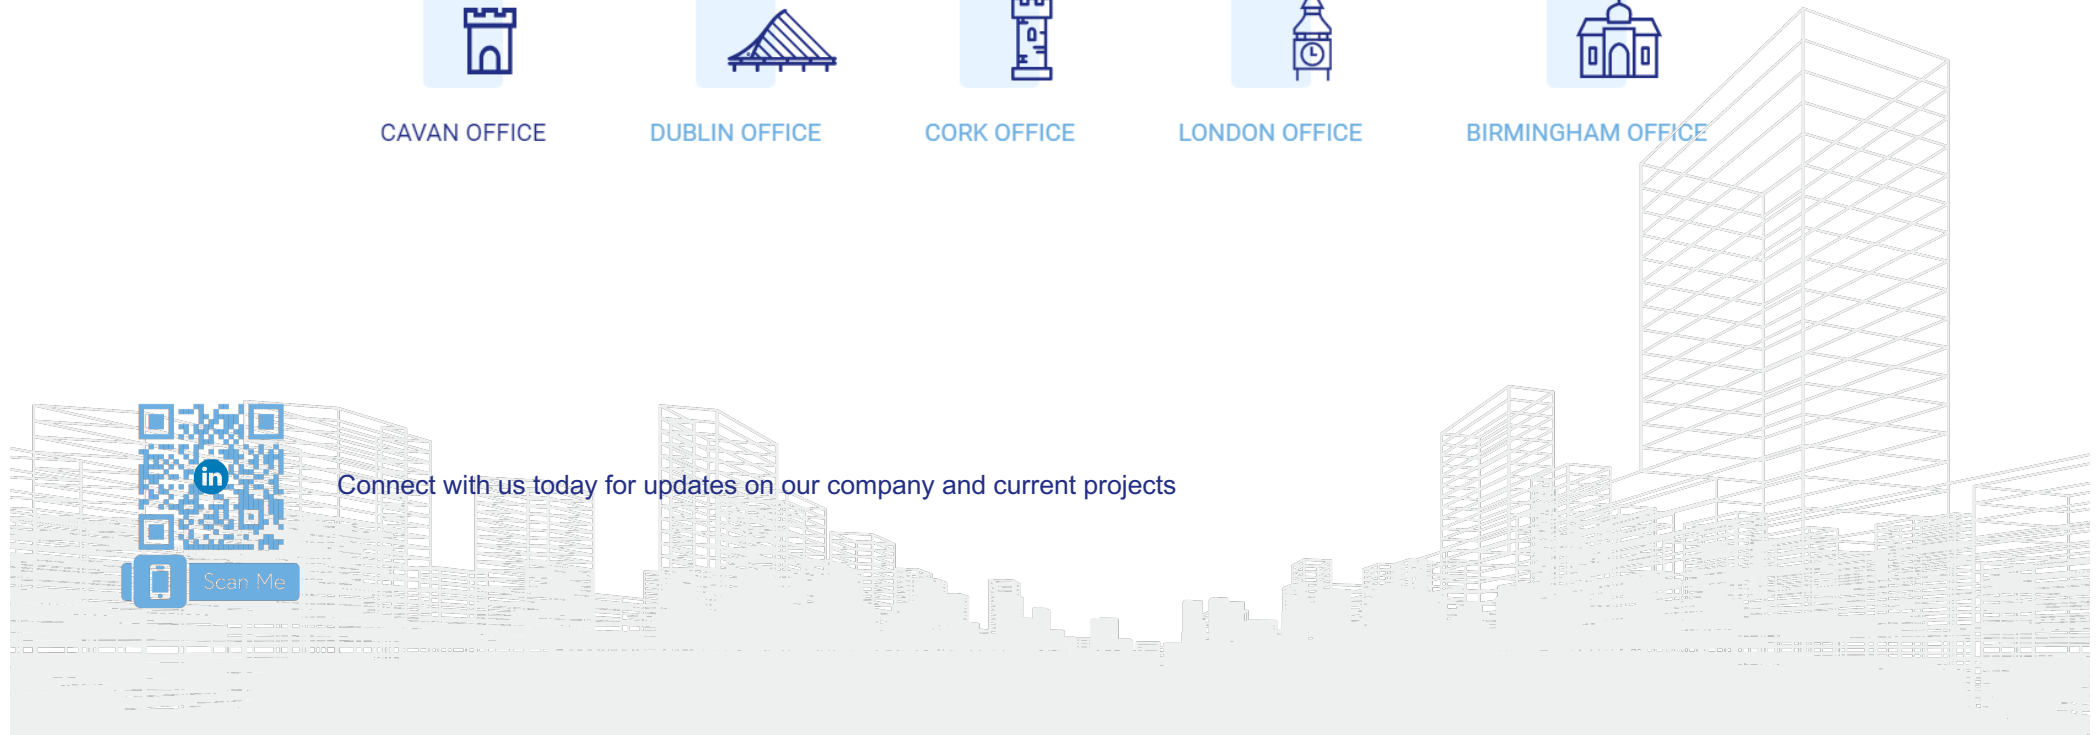 CAVAN OFFICE DUBLIN OFFICE CORK OFFICE LONDON OFFICE BIRMINGHAM OFFICE
in
Connect with us today for updates on our company and current projects
Scan Me